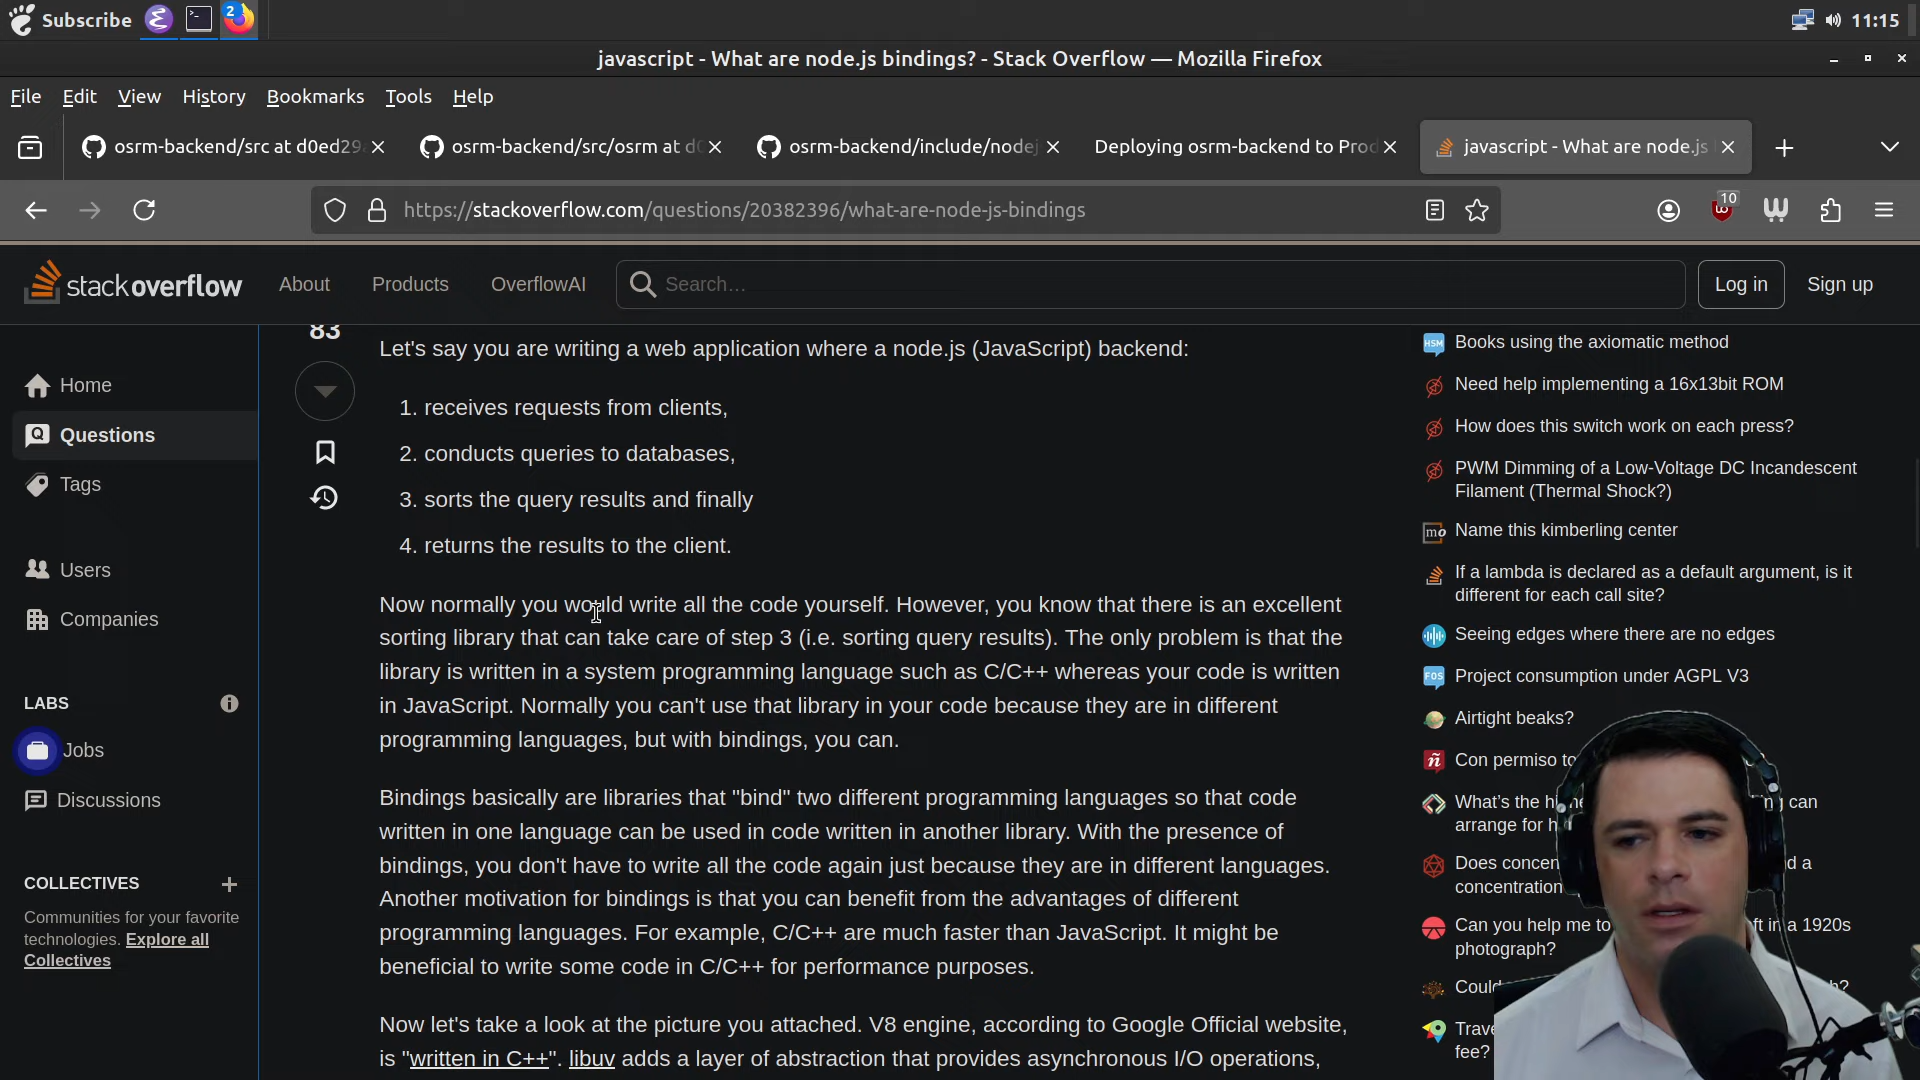 Subscribe
2
11:15
javascript - What are node.js bindings? - Stack Overflow — Mozilla Firefox
File Edit View History Bookmarks Tools Help
osrm-backend/src at d0ed29
osrm-backend/src/osrm at d
osrm-backend/include/nodej
Deploying osrm-backend to Prod
javascript - What are node.js
https://stackoverflow.com/questions/20382396/what-are-node-js-bindings
10
stackoverflow
About
Products
OverflowAI
Search…
Log in
Sign up
Home
Questions
Tags
Users
Companies
LABS
Jobs
Discussions
COLLECTIVES
Communities for your favorite
technologies. Explore all
Collectives
83
Let's say you are writing a web application where a node.js (JavaScript) backend:
1. receives requests from clients,
2. conducts queries to databases,
3. sorts the query results and finally
4. returns the results to the client.
Now normally you would write all the code yourself. However, you know that there is an excellent
sorting library that can take care of step 3 (i.e. sorting query results). The only problem is that the
library is written in a system programming language such as C/C++ whereas your code is written
in JavaScript. Normally you can't use that library in your code because they are in different
programming languages, but with bindings, you can.
Bindings basically are libraries that "bind" two different programming languages so that code
written in one language can be used in code written in another library. With the presence of
bindings, you don't have to write all the code again just because they are in different languages.
Another motivation for bindings is that you can benefit from the advantages of different
programming languages. For example, C/C++ are much faster than JavaScript. It might be
beneficial to write some code in C/C++ for performance purposes.
Now let's take a look at the picture you attached. V8 engine, according to Google Official website,
is "written in C++". libuv adds a layer of abstraction that provides asynchronous I/O operations,
HSM
Books using the axiomatic method
Need help implementing a 16x13bit ROM
How does this switch work on each press?
PWM Dimming of a Low-Voltage DC Incandescent
Filament (Thermal Shock?)
mo
Name this kimberling center
If a lambda is declared as a default argument, is it
different for each call site?
Seeing edges where there are no edges
FOS
Project consumption under AGPL V3
Airtight beaks?
ñ
Con permiso to
What's the h
can
arrange for h
Does concen
d a
concentration
Can you help me to
ft in a 1920s
photograph?
Could
h?
Trave
fee?